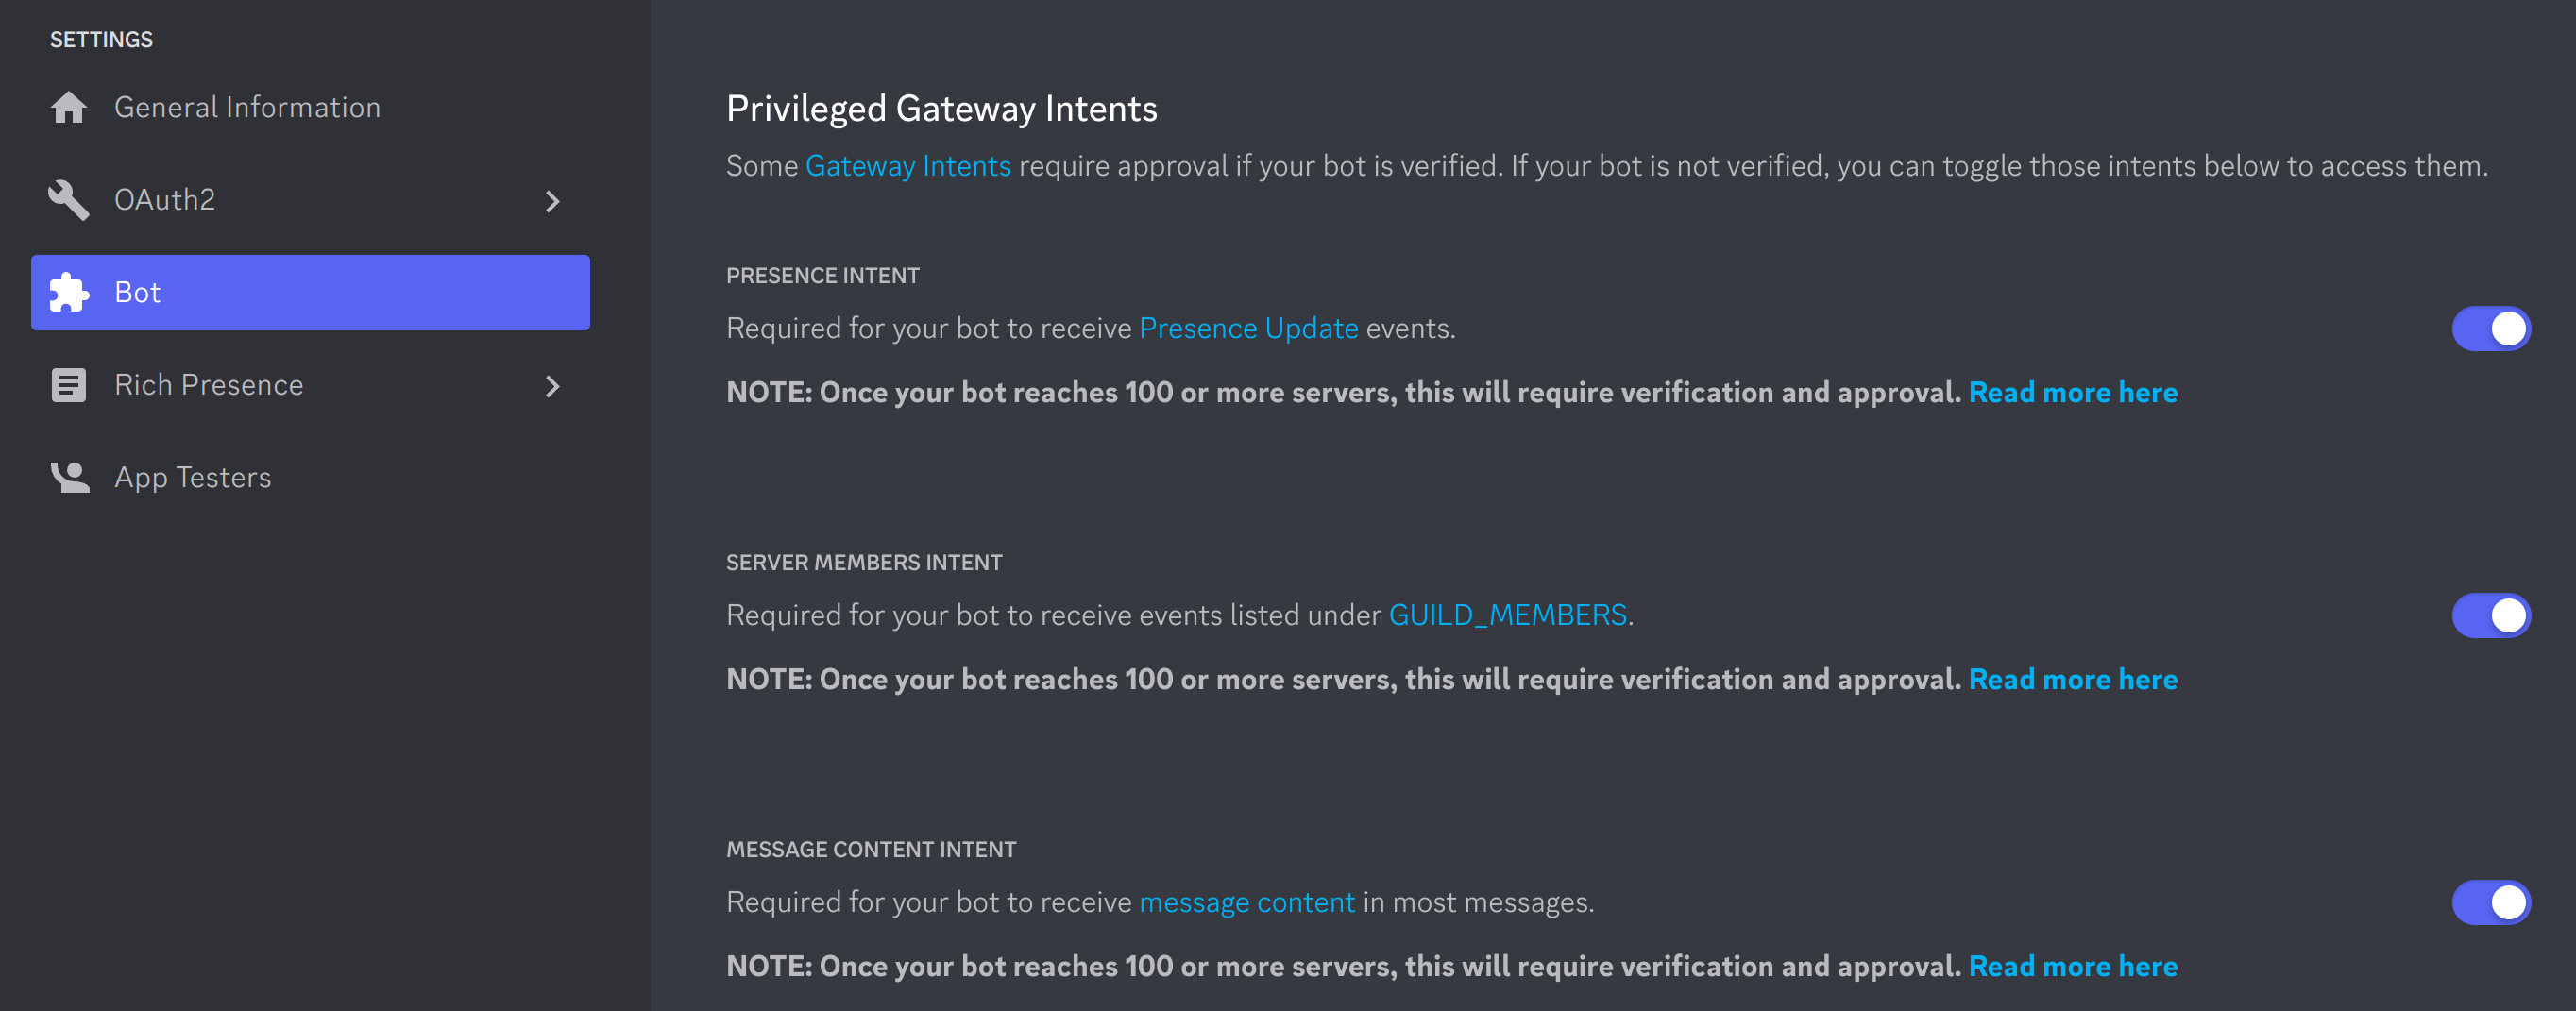 SETTINGS
General Information
OAuth2
Bot
Rich Presence
App Testers
Privileged Gateway Intents
Some Gateway Intents require approval if your bot is verified. If your bot is not verified, you can toggle those intents below to access them.
PRESENCE INTENT
Required for your bot to receive Presence Update events.
NOTE: Once your bot reaches 100 or more servers, this will require verification and approval. Read more here
SERVER MEMBERS INTENT
Required for your bot to receive events listed under GUILD_MEMBERS.
NOTE: Once your bot reaches 100 or more servers, this will require verification and approval. Read more here
MESSAGE CONTENT INTENT
Required for your bot to receive message content in most messages.
NOTE: Once your bot reaches 100 or more servers, this will require verification and approval. Read more here